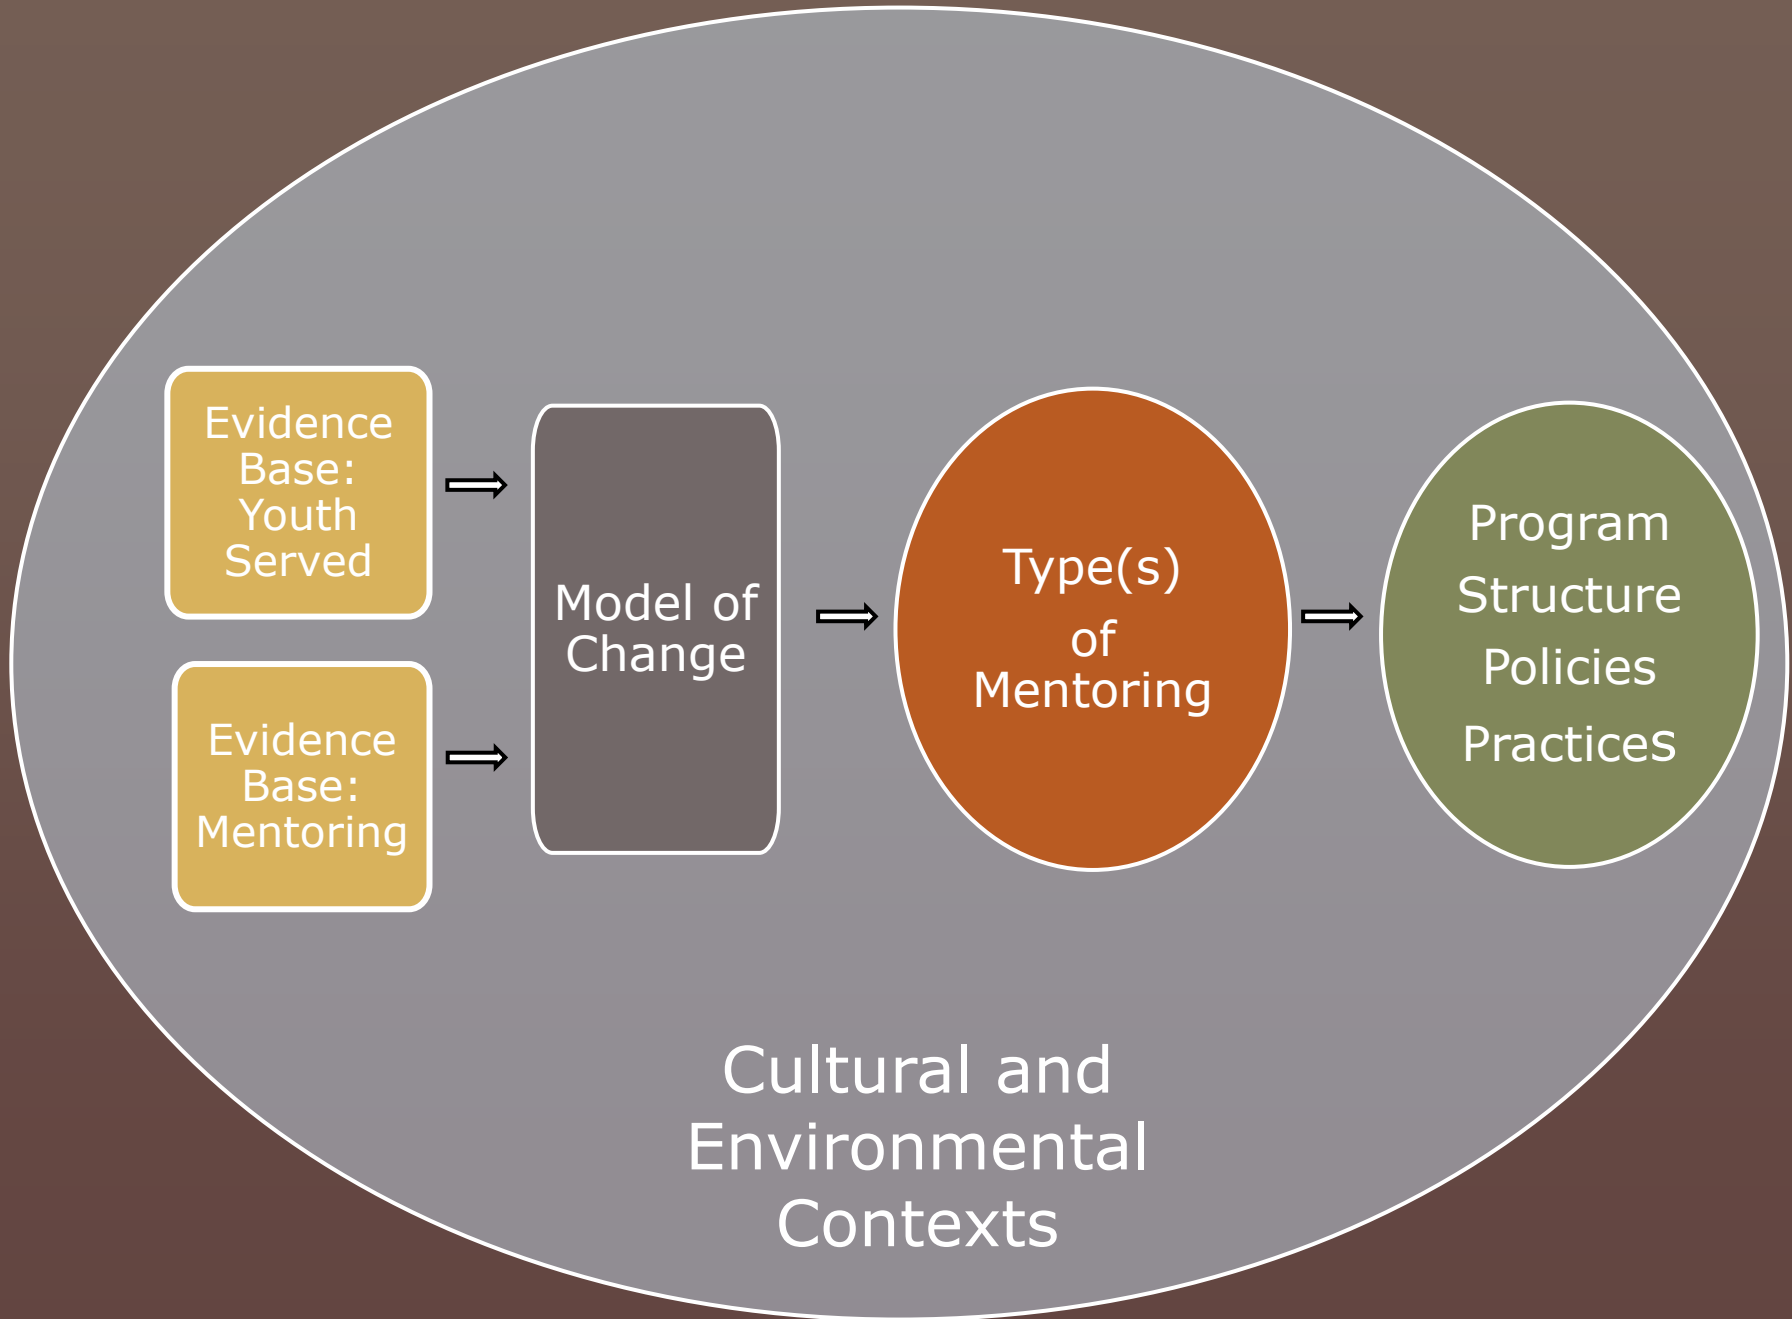 Evidence
Base:
Youth
Served
Evidence
Base:
Mentoring
Model of
Change
Type(s)
of
Mentoring
Program
Structure
Policies
Practices
Cultural and
Environmental
Contexts